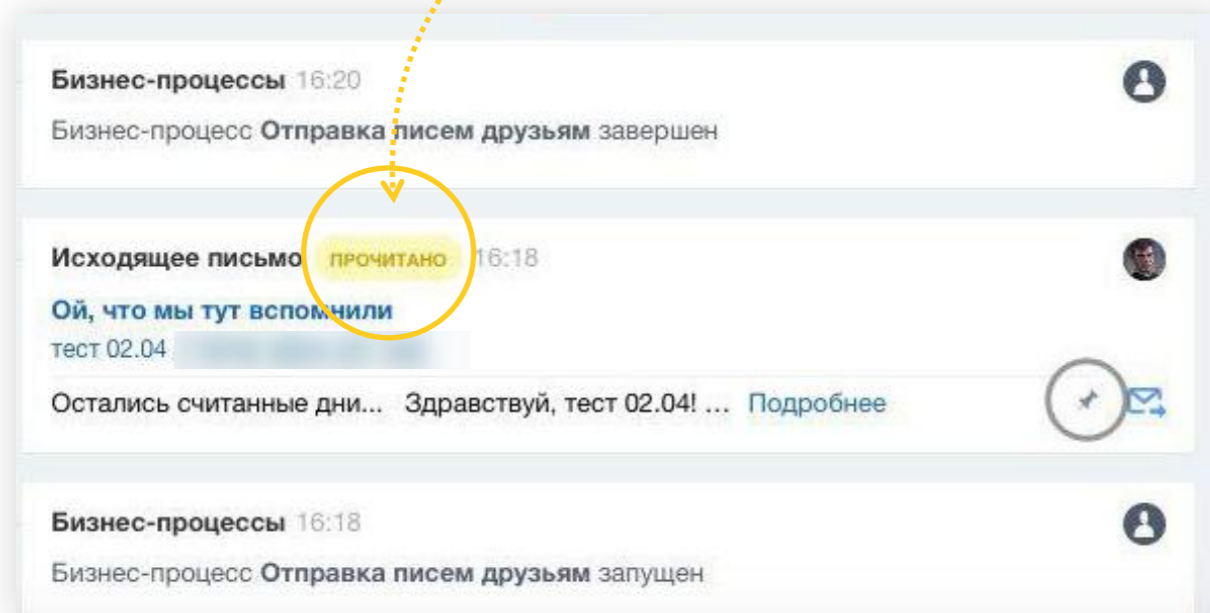 Бизнес-процессы 16:20
Бизнес-процесс Отправка писем друзьям завершен
Исходящее письмо ПРОЧИТАНО 16:18
Ой, что мы тут вспомнили
тест 02.04
Остались считанные дни... Здравствуй, тест 02.04! ... Подробнее
Бизнес-процессы 16:18
Бизнес-процесс Отправка писем друзьям запущен